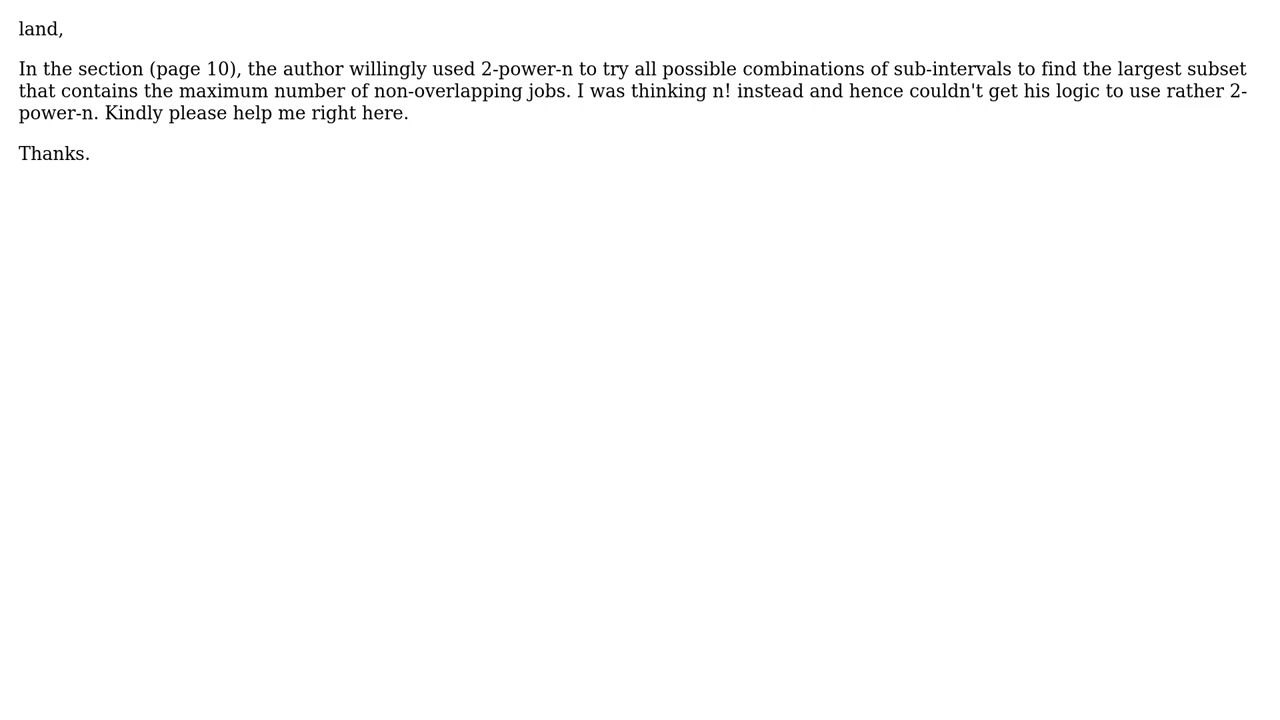 land,
In the section (page 10), the author willingly used 2-power-n to try all possible combinations of sub-intervals to find the largest subset
that contains the maximum number of non-overlapping jobs. I was thinking n! instead and hence couldn't get his logic to use rather 2-
power-n. Kindly please help me right here.
Thanks.